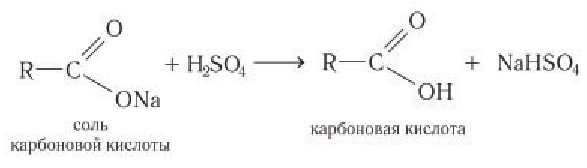 R—C(=O)ONa + H₂SO₄ ⟶ R—C(=O)OH + NaHSO₄
соль
карбоновой кислоты
карбоновая кислота